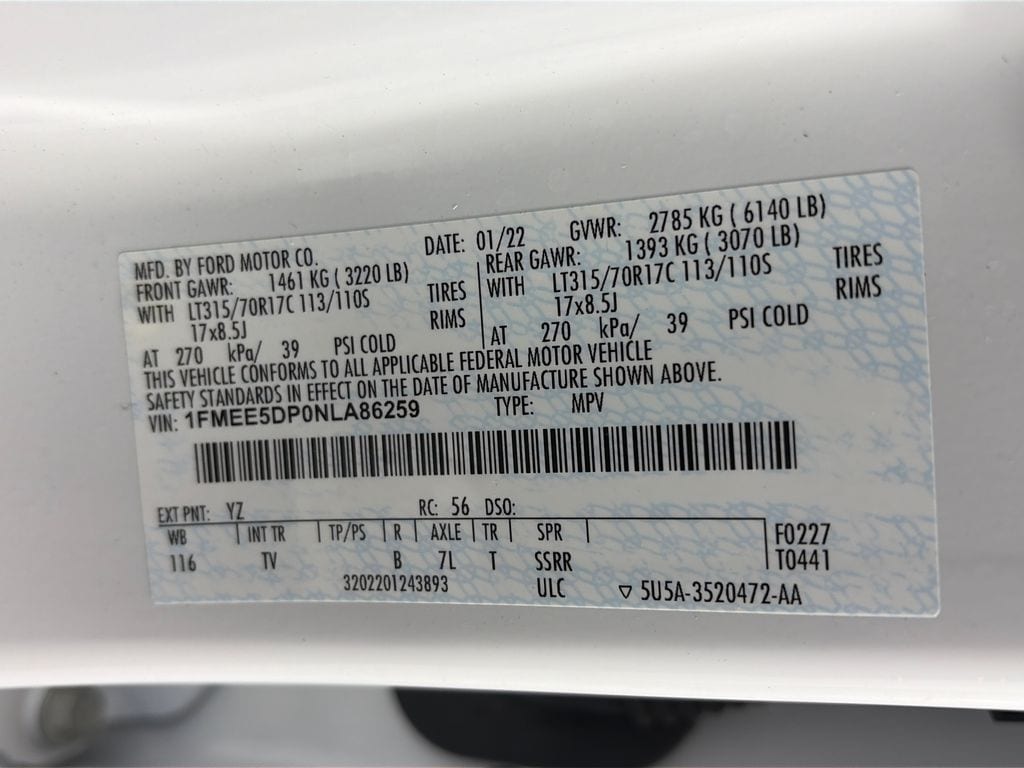 MFD. BY FORD MOTOR CO. DATE: 01/22 GVWR: 2785 KG ( 6140 LB)
FRONT GAWR: 1461 KG ( 3220 LB) REAR GAWR: 1393 KG ( 3070 LB)
WITH LT315/70R17C 113/110S TIRES WITH LT315/70R17C 113/110S TIRES
17x8.5J RIMS 17x8.5J RIMS
AT 270 kPa/ 39 PSI COLD AT 270 kPa/ 39 PSI COLD
THIS VEHICLE CONFORMS TO ALL APPLICABLE FEDERAL MOTOR VEHICLE
SAFETY STANDARDS IN EFFECT ON THE DATE OF MANUFACTURE SHOWN ABOVE.
VIN: 1FMEE5DP0NLA86259 TYPE: MPV
EXT PNT: YZ RC: 56 DSO:
WB INT TR TP/PS R AXLE TR SPR F0227
116 TV B 7L T SSRR T0441
3202201243893 ULC ▽ 5U5A-3520472-AA